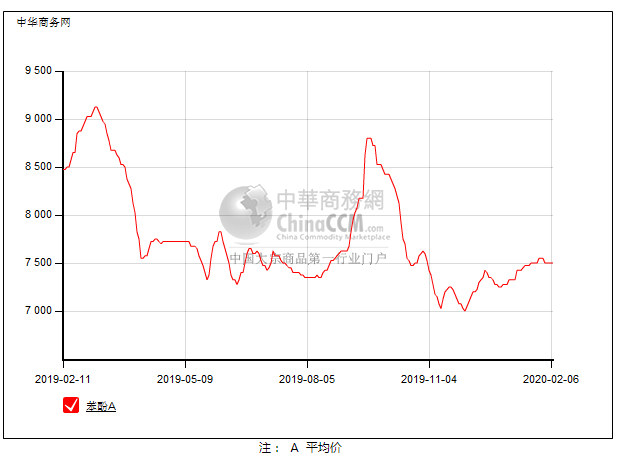 中华商务网
9 500
9 000
8 500
8 000
7 500
7 000
中華商務網
ChinaCCM.com
China Commodity Marketplace
中国大宗商品第一行业门户
2019-02-11
2019-05-09
2019-08-05
2019-11-04
2020-02-06
苯酚A
注： A 平均价